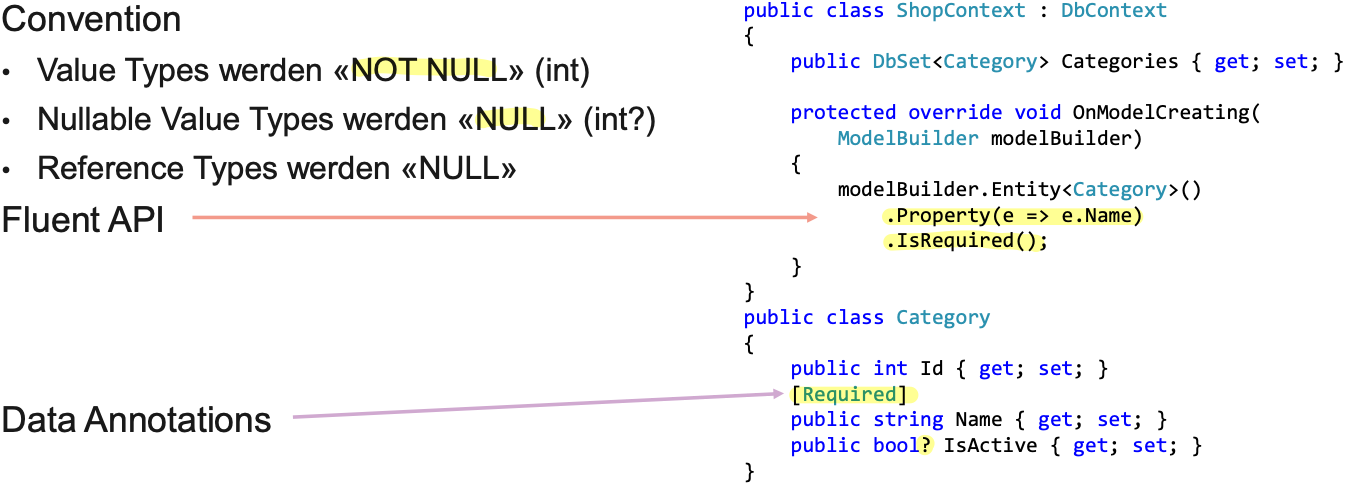 Convention
• Value Types werden «NOT NULL» (int)
• Nullable Value Types werden «NULL» (int?)
• Reference Types werden «NULL»
Fluent API
Data Annotations
public class ShopContext : DbContext
{
    public DbSet<Category> Categories { get; set; }

    protected override void OnModelCreating(
        ModelBuilder modelBuilder)
    {
        modelBuilder.Entity<Category>()
            .Property(e => e.Name)
            .IsRequired();
    }
}
public class Category
{
    public int Id { get; set; }
    [Required]
    public string Name { get; set; }
    public bool? IsActive { get; set; }
}